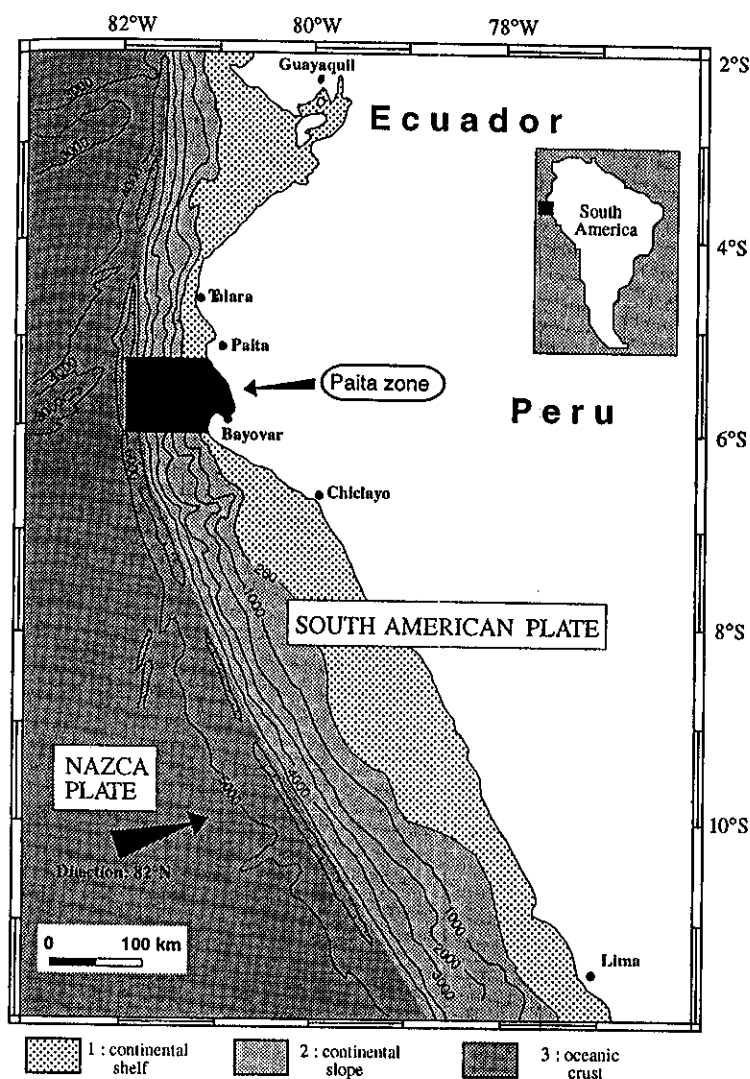 82°W 80°W 78°W
2°S
Guayaquil
Ecuador
South
America
4°S
Talara
Paita
Paita zone
Peru
Bayovar
6°S
Chiclayo
200
1000
SOUTH AMERICAN PLATE
8°S
NAZCA
PLATE
5000
10°S
Direction: 82°N
0 100 km
1000
2000
3000
Lima
1 : continental
shelf
2 : continental
slope
3 : oceanic
crust